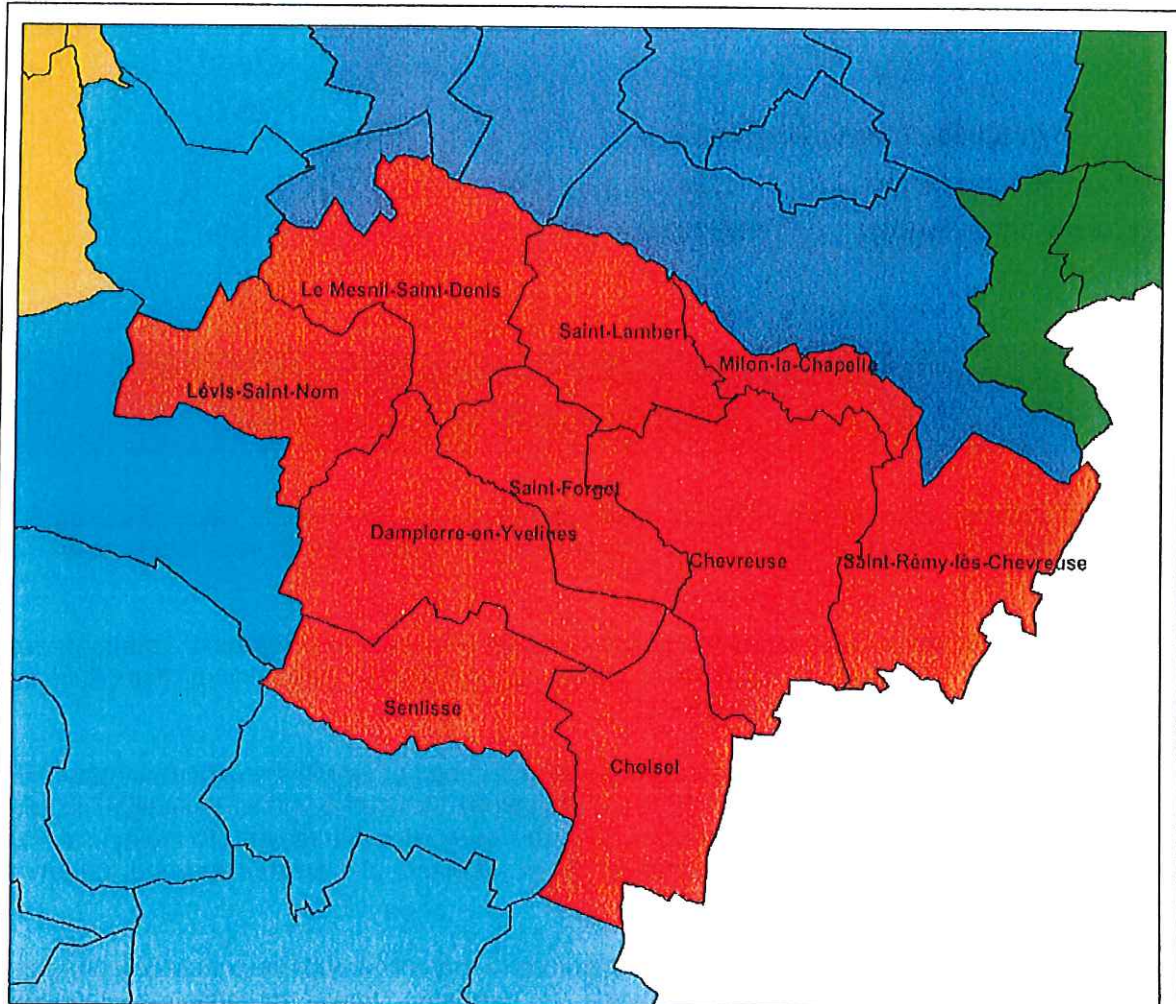 Le Mesnil-Saint-Denis
Saint-Lambert
Milon-la-Chapelle
Lévis-Saint-Nom
Saint-Forget
Dampierre-en-Yvelines
Chevreuse
Saint-Rémy-lès-Chevreuse
Senlisse
Choisel